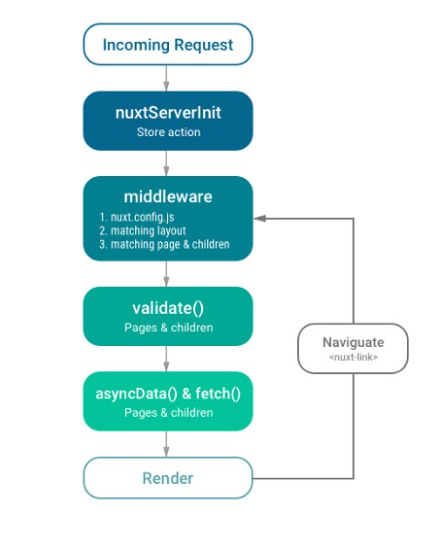 Incoming Request
nuxtServerInit
Store action
middleware
1. nuxt.config.js
2. matching layout
3. matching page & children
validate()
Pages & children
Naviguate
<nuxt-link>
asyncData() & fetch()
Pages & children
Render